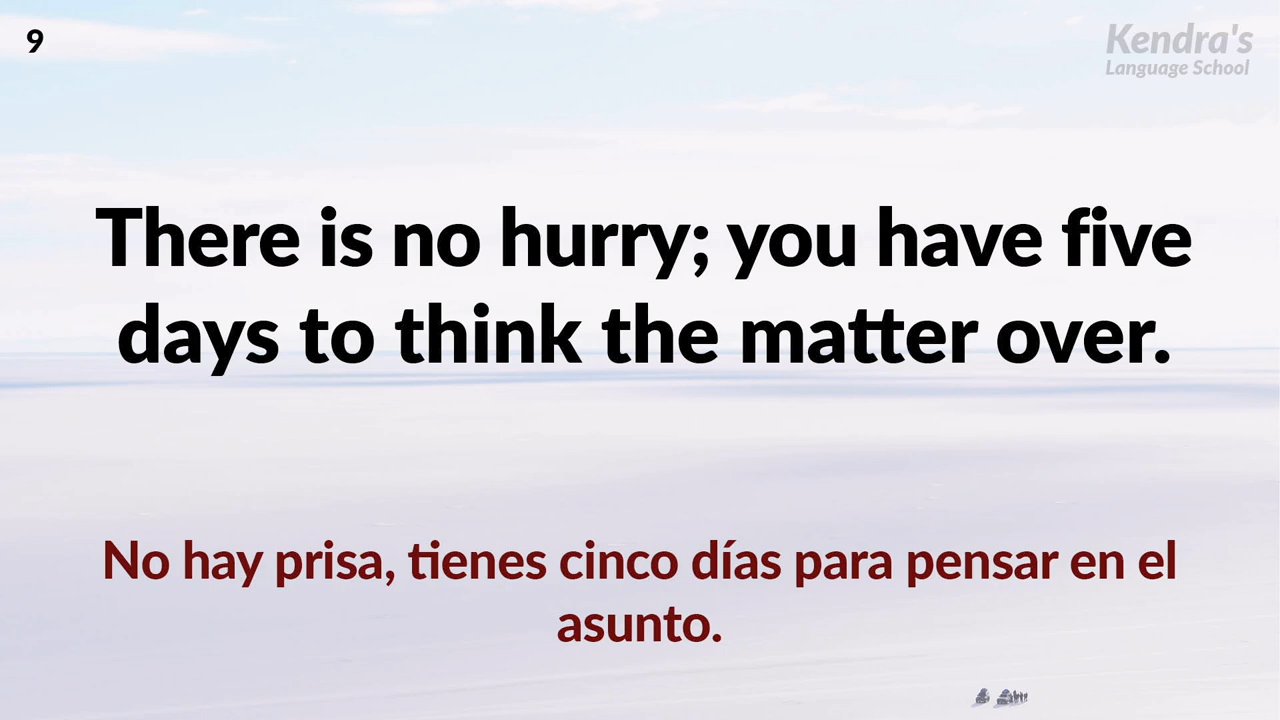 9
Kendra's
Language School
There is no hurry; you have five
days to think the matter over.
No hay prisa, tienes cinco días para pensar en el
asunto.